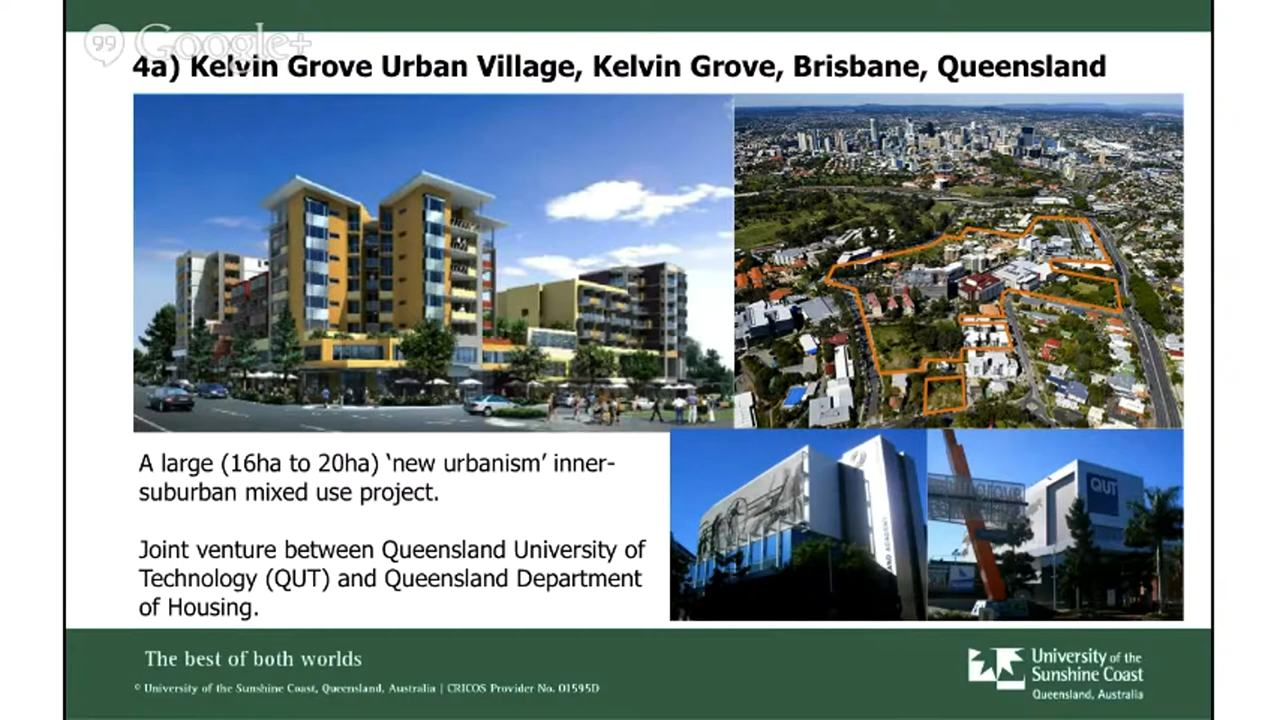 Google+
4a) Kelvin Grove Urban Village, Kelvin Grove, Brisbane, Queensland
A large (16ha to 20ha) ‘new urbanism’ inner-
suburban mixed use project.
Joint venture between Queensland University of
Technology (QUT) and Queensland Department
of Housing.
QUT
The best of both worlds
© University of the Sunshine Coast, Queensland, Australia | CRICOS Provider No. 01595D
University of the
Sunshine Coast
Queensland, Australia